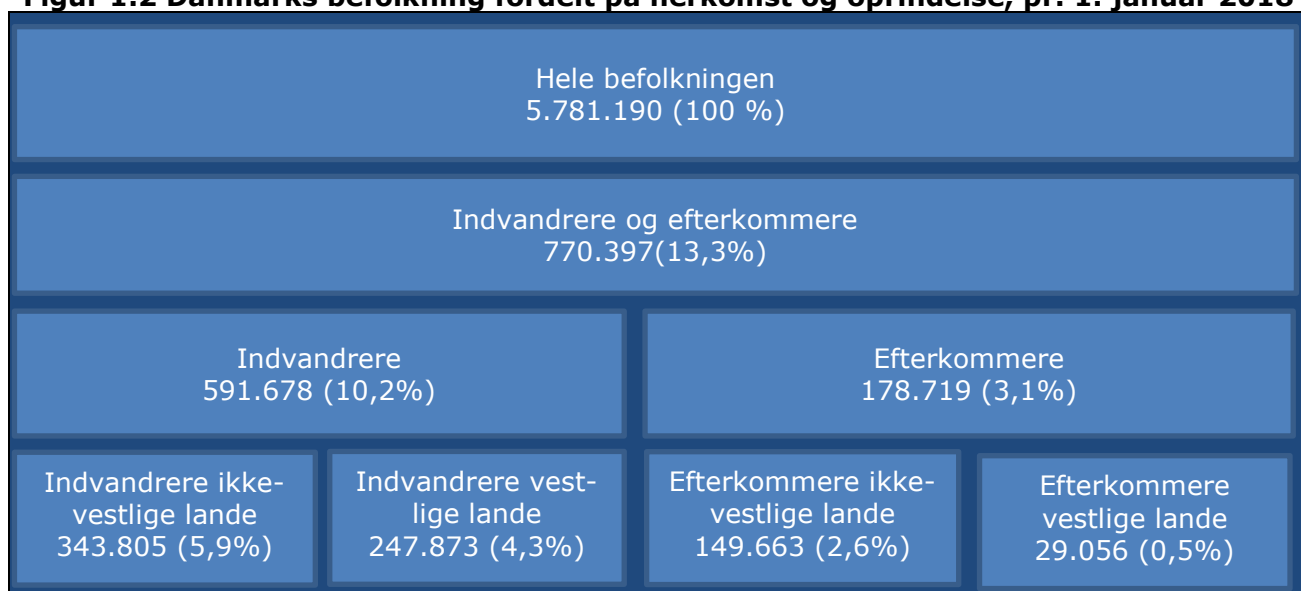 Figur 1.2 Danmarks befolkning fordelt på herkomst og oprindelse, pr. 1. januar 2018
Hele befolkningen
5.781.190 (100 %)
Indvandrere og efterkommere
770.397(13,3%)
Indvandrere
591.678 (10,2%)
Efterkommere
178.719 (3,1%)
Indvandrere ikke-
vestlige lande
343.805 (5,9%)
Indvandrere vest-
lige lande
247.873 (4,3%)
Efterkommere ikke-
vestlige lande
149.663 (2,6%)
Efterkommere
vestlige lande
29.056 (0,5%)